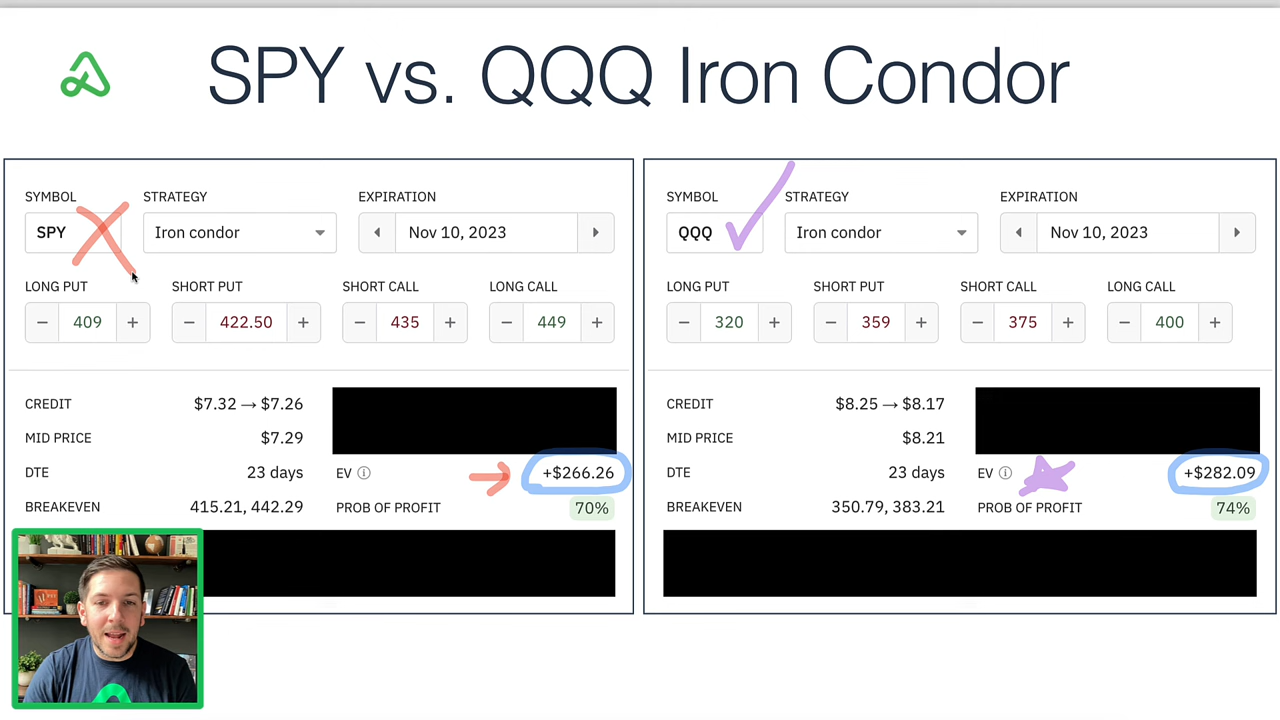 SPY vs. QQQ Iron Condor
SYMBOL STRATEGY EXPIRATION
SPY Iron condor Nov 10, 2023
LONG PUT SHORT PUT SHORT CALL LONG CALL
− 409 + − 422.50 + − 435 + − 449 +
CREDIT $7.32 → $7.26
MID PRICE $7.29
DTE 23 days EV +$266.26
BREAKEVEN 415.21, 442.29 PROB OF PROFIT 70%
SYMBOL STRATEGY EXPIRATION
QQQ Iron condor Nov 10, 2023
LONG PUT SHORT PUT SHORT CALL LONG CALL
− 320 + − 359 + − 375 + − 400 +
CREDIT $8.25 → $8.17
MID PRICE $8.21
DTE 23 days EV +$282.09
BREAKEVEN 350.79, 383.21 PROB OF PROFIT 74%